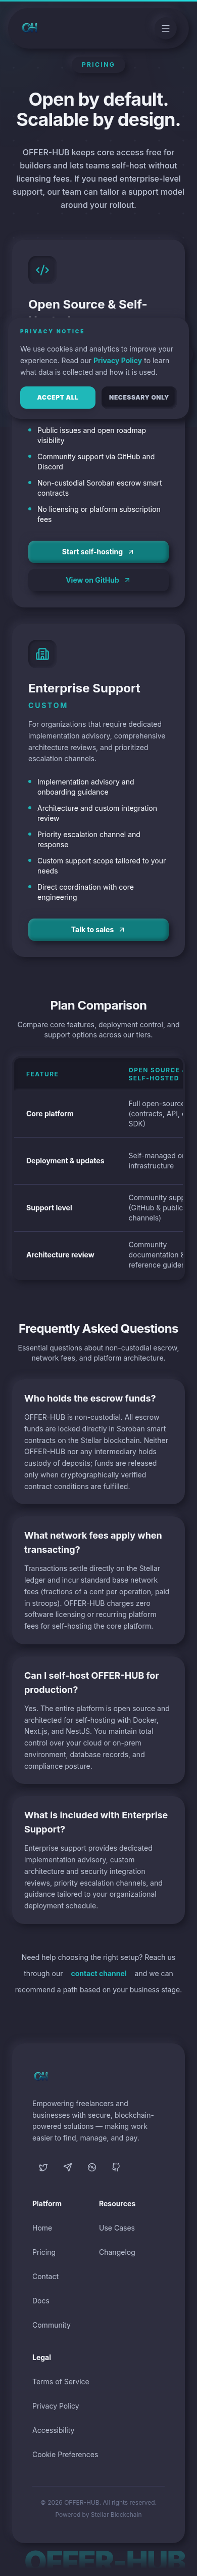 OH
PRICING
Open by default.
Scalable by design.
OFFER-HUB keeps core access free for
builders and lets teams self-host without
licensing fees. If you need enterprise-level
support, our team can tailor a support model
around your rollout.
Open Source & Self-
PRIVACY NOTICE
We use cookies and analytics to improve your
experience. Read our Privacy Policy to learn
what data is collected and how it is used.
ACCEPT ALL
NECESSARY ONLY
Public issues and open roadmap
visibility
Community support via GitHub and
Discord
Non-custodial Soroban escrow smart
contracts
No licensing or platform subscription
fees
Start self-hosting
View on GitHub
Enterprise Support
CUSTOM
For organizations that require dedicated
implementation advisory, comprehensive
architecture reviews, and prioritized
escalation channels.
Implementation advisory and
onboarding guidance
Architecture and custom integration
review
Priority escalation channel and
response
Custom support scope tailored to your
needs
Direct coordination with core
engineering
Talk to sales
Plan Comparison
Compare core features, deployment control, and
support options across tiers.
FEATURE
OPEN SOURCE
SELF-HOSTED
Core platform
Full open-source
(contracts, API,
SDK)
Deployment & updates
Self-managed on
infrastructure
Support level
Community
(GitHub & public
channels)
Architecture review
Community
documentation &
reference guides
Frequently Asked Questions
Essential questions about non-custodial escrow,
network fees, and platform architecture.
Who holds the escrow funds?
OFFER-HUB is non-custodial. All escrow
funds are locked directly in Soroban smart
contracts on the Stellar blockchain. Neither
OFFER-HUB nor any intermediary holds
custody of deposits; funds are released
only when cryptographically verified
contract conditions are fulfilled.
What network fees apply when
transacting?
Transactions settle directly on the Stellar
ledger and incur standard base network
fees (fractions of a cent per operation, paid
in stroops). OFFER-HUB charges zero
software licensing or recurring platform
fees for self-hosting the core platform.
Can I self-host OFFER-HUB for
production?
Yes. The entire platform is open source and
architected for self-hosting with Docker,
Next.js, and NestJS. You maintain total
control over your cloud or on-prem
environment, database records, and
compliance posture.
What is included with Enterprise
Support?
Enterprise support provides dedicated
implementation advisory, custom
architecture and security integration
reviews, priority escalation channels, and
guidance tailored to your organizational
deployment schedule.
Need help choosing the right setup? Reach us
through our contact channel and we can
recommend a path based on your business stage.
OH
Empowering freelancers and
businesses with secure, blockchain-
powered solutions — making work
easier to find, manage, and pay.
Platform
Resources
Home
Use Cases
Pricing
Changelog
Contact
Docs
Community
Legal
Terms of Service
Privacy Policy
Accessibility
Cookie Preferences
© 2026 OFFER-HUB. All rights reserved.
Powered by Stellar Blockchain
OFFER-HUB